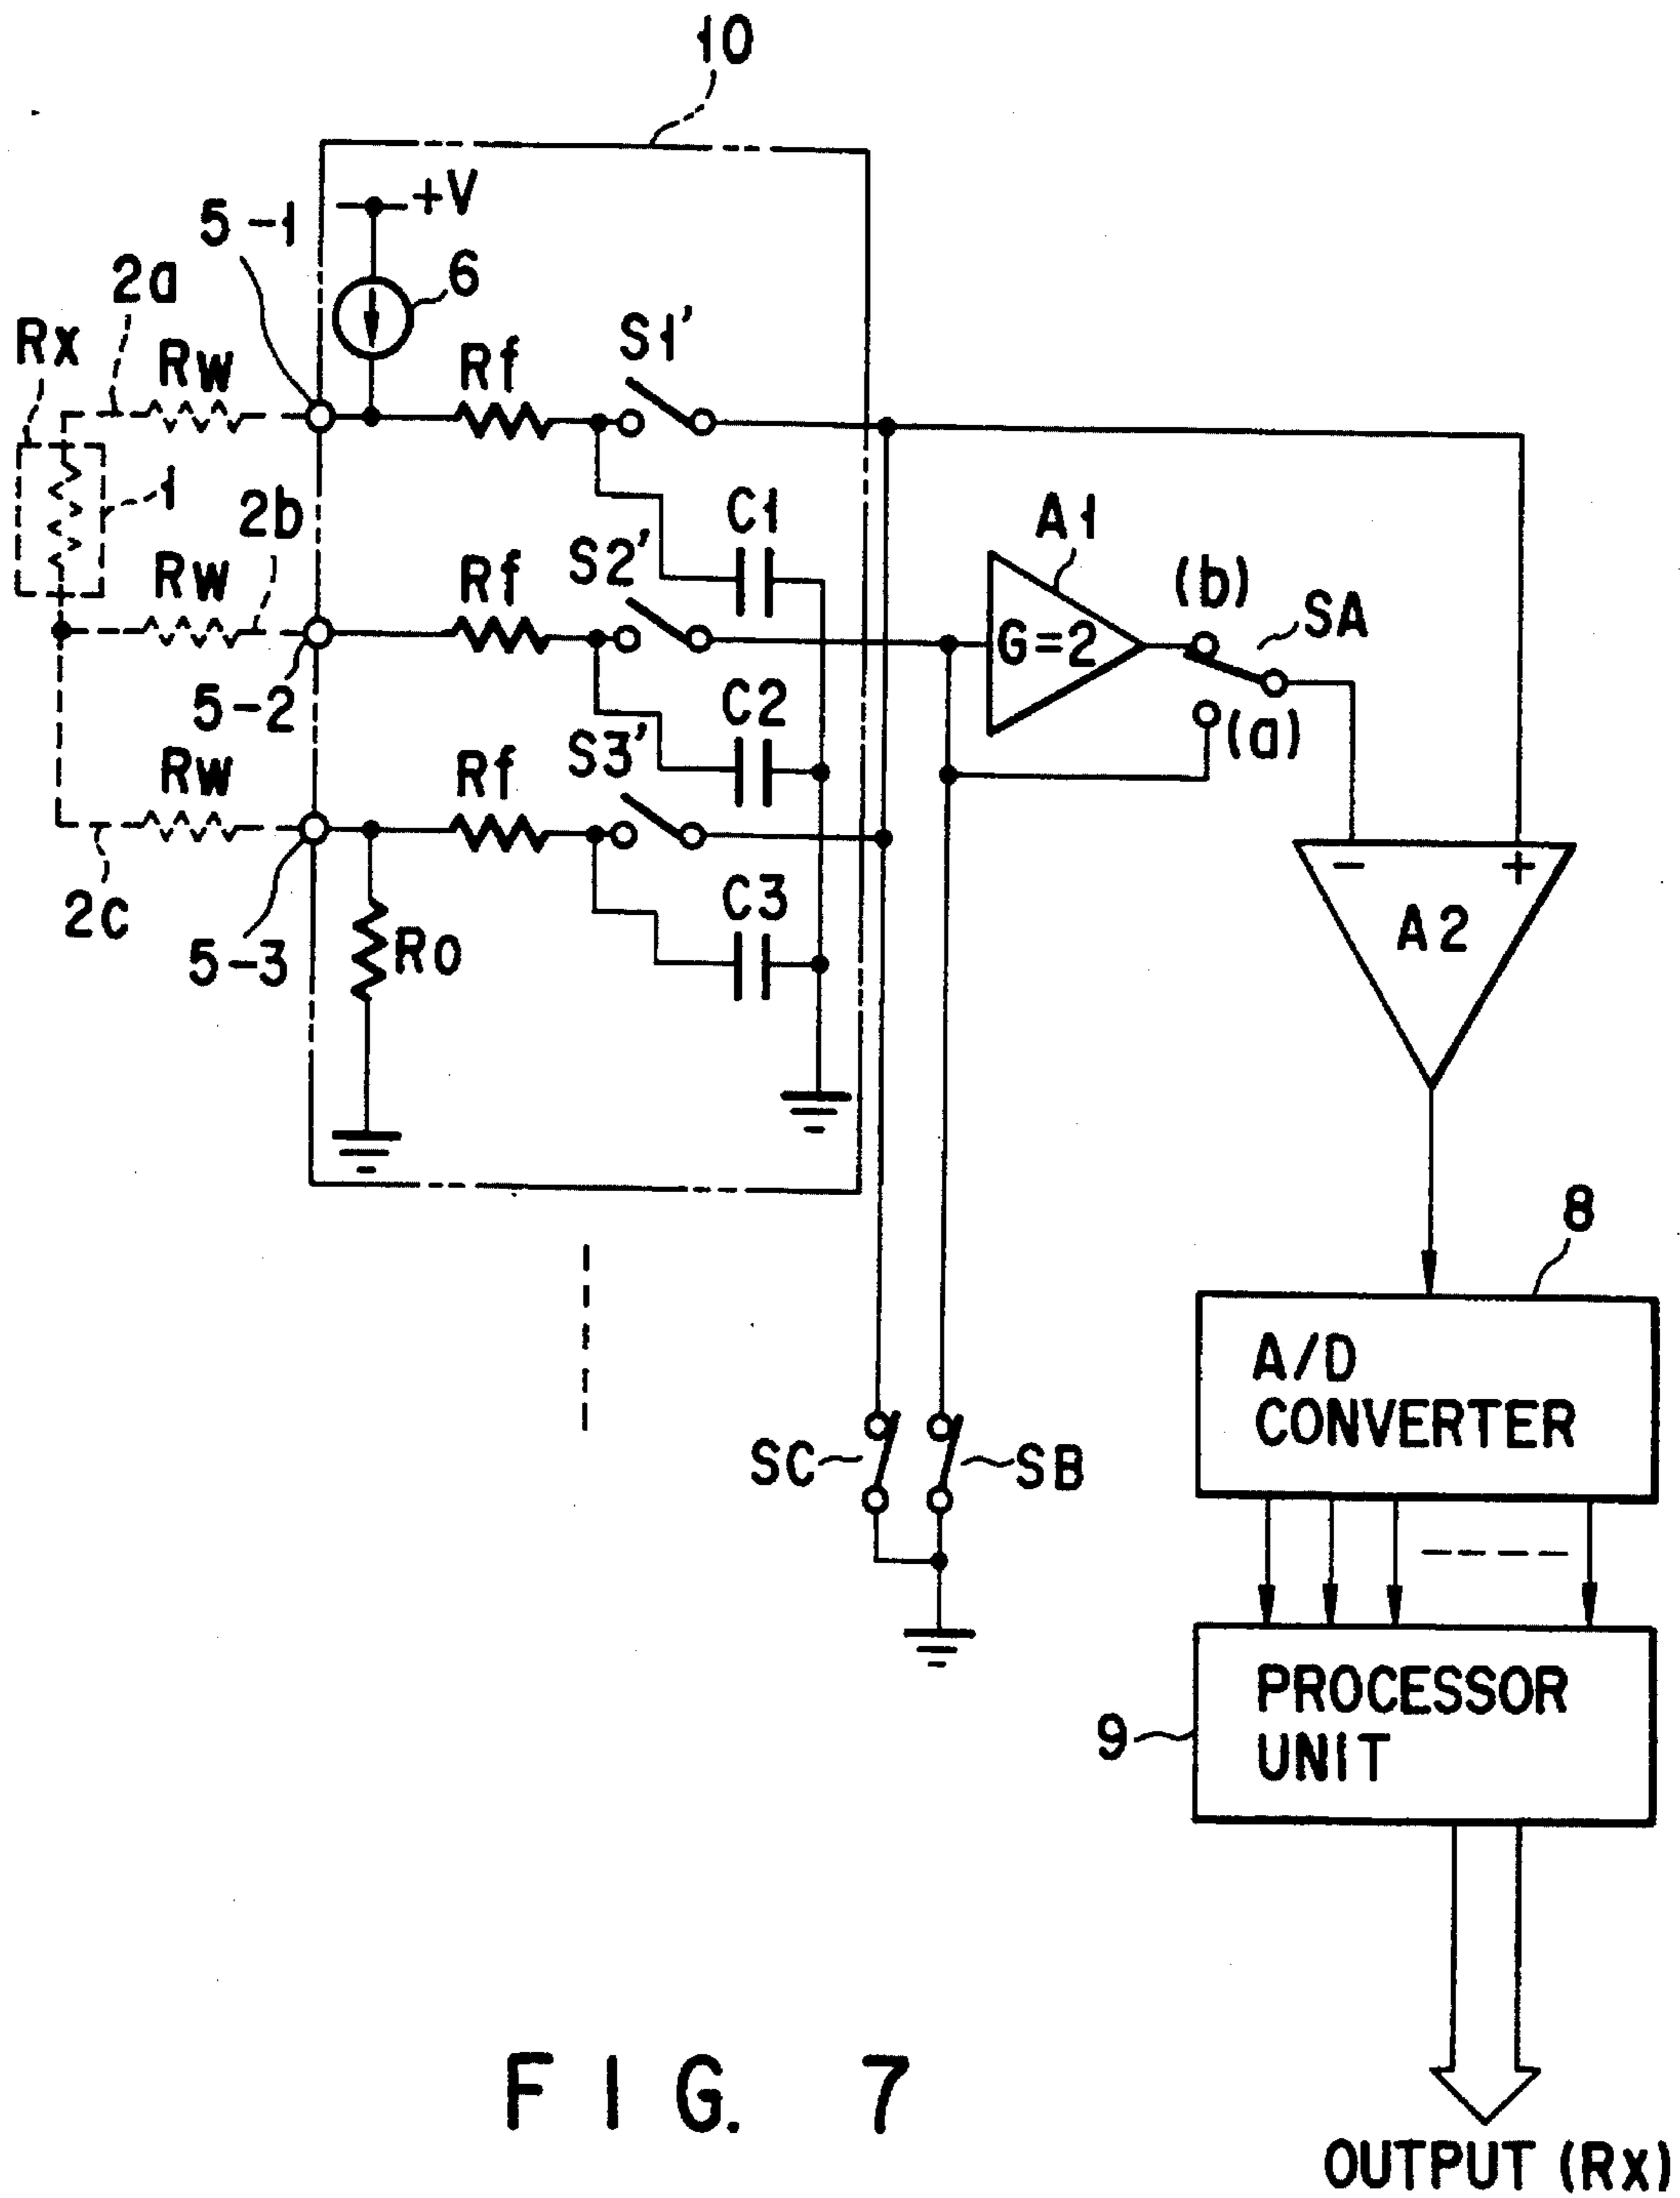 10
+V
5-1
6
2a
S1'
Rx
Rw
Rf
1
2b
C1
A1
S2'
(b)
SA
Rw
Rf
G=2
5-2
C2
(a)
S3'
Rw
Rf
- +
2c
C3
A2
5-3
Ro
8
A/D
CONVERTER
SC
SB
PROCESSOR
UNIT
9
FIG. 7
OUTPUT (Rx)